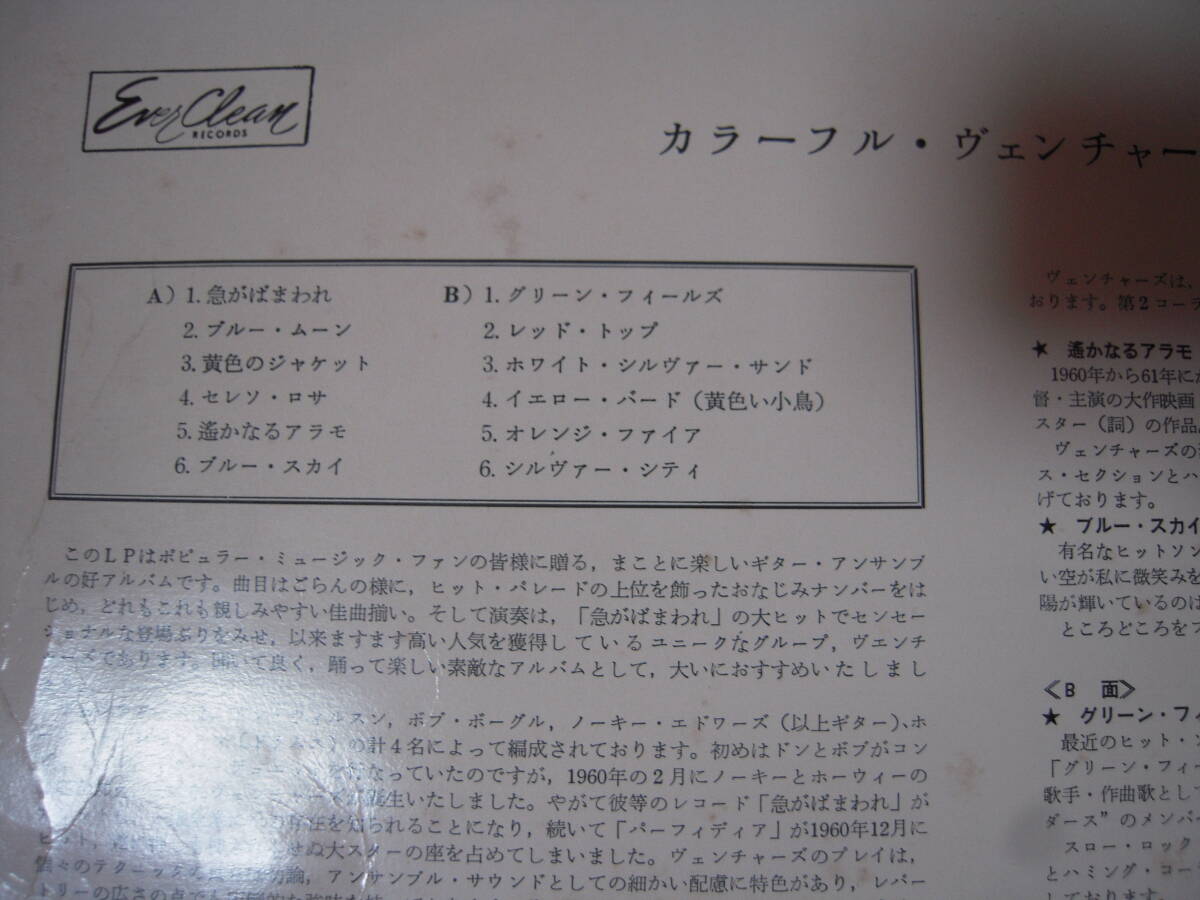 Ever Clean
RECORDS
カラーフル・ヴェンチャー
A) 1. 急がばまわれ
2. ブルー・ムーン
3. 黄色のジャケット
4. セレソ・ロサ
5. 遙かなるアラモ
6. ブルー・スカイ
B) 1. グリーン・フィールズ
2. レッド・トップ
3. ホワイト・シルヴァー・サンド
4. イエロー・バード（黄色い小鳥）
5. オレンジ・ファイア
6. シルヴァー・シティ
このLPはポピュラー・ミュージック・ファンの皆様に贈る，まことに楽しいギター・アンサンブ
ルの好アルバムです。曲目はごらんの様に，ヒット・パレードの上位を飾ったおなじみナンバーをは
じめ，どれもこれも親しみやすい佳曲揃い。そして演奏は，「急がばまわれ」の大ヒットでセンセー
ショナルな登場ぶりをみせ，以来ますます高い人気を獲得しているユニークなグループ，ヴェンチ
ャーズであります。聞いて良く，踊って楽しい素敵なアルバムとして，大いにおすすめいたしまし
ウィルスン，ボブ・ボーグル，ノーキー・エドワーズ（以上ギター）、ホ
の計4名によって編成されております。初めはドンとボブがコン
なっていたのですが，1960年の2月にノーキーとホーウィーの
誕生いたしました。やがて彼等のレコード「急がばまわれ」が
存在を知られることになり，続いて「パーフィディア」が1960年12月に
せぬ大スターの座を占めてしまいました。ヴェンチャーズのプレイは，
個々のテクニック 勿論，アンサンブル・サウンドとしての細かい配慮に特色があり，レパー
トリーの広さの点でも
ヴェンチャーズは，
おります。第2コー
★ 遙かなるアラモ
1960年から61年に
督・主演の大作映画
スター（詞）の作品
ヴェンチャーズの
ス・セクションとハ
げております。
★ ブルー・スカイ
有名なヒットソン
い空が私に微笑みを
陽が輝いているのは
ところどころを
〈B 面〉
★ グリーン・フィ
最近のヒット・
「グリーン・フィー
歌手・作曲歌とし
ダース”のメンバー
スロー・ロック
とハミング・コー
しております。